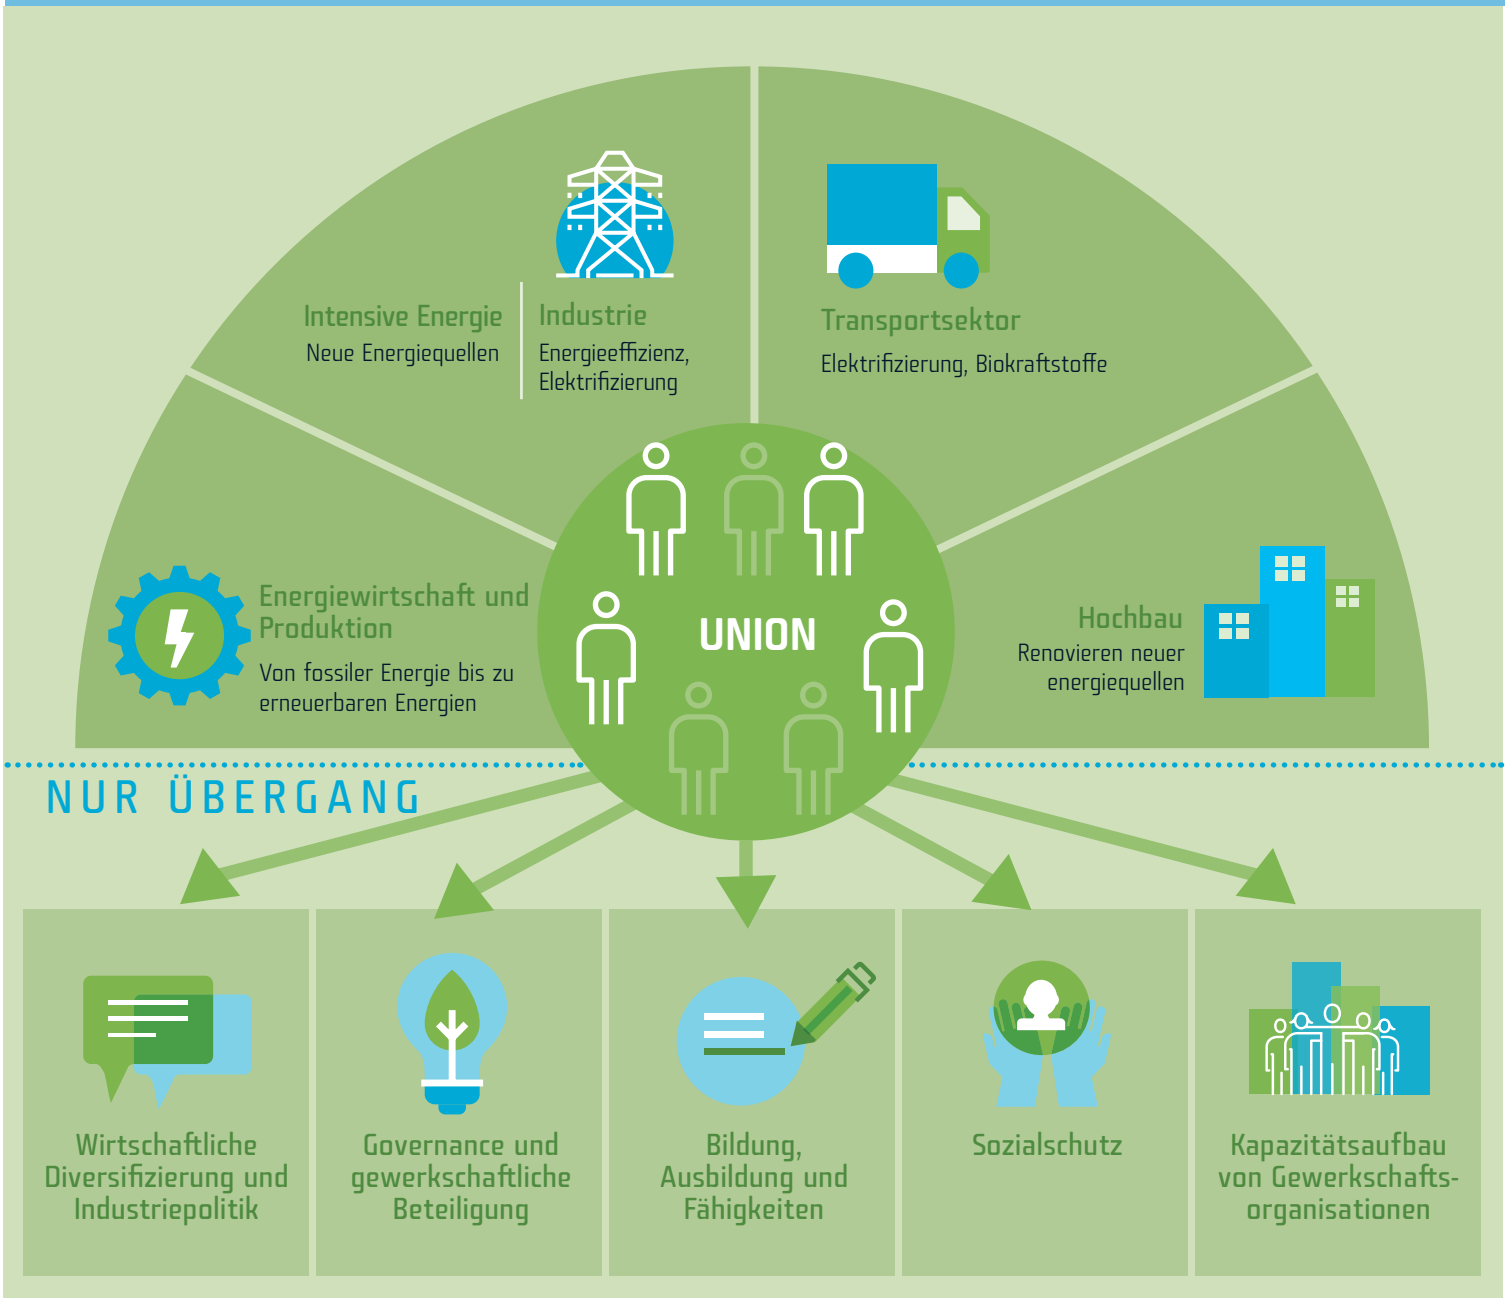 Intensive Energie
Neue Energiequellen
Industrie
Energieeffizienz,
Elektrifizierung
Transportsektor
Elektrifizierung, Biokraftstoffe
Energiewirtschaft und
Produktion
Von fossiler Energie bis zu
erneuerbaren Energien
UNION
Hochbau
Renovieren neuer
energiequellen
NUR ÜBERGANG
Wirtschaftliche
Diversifizierung und
Industriepolitik
Governance und
gewerkschaftliche
Beteiligung
Bildung,
Ausbildung und
Fähigkeiten
Sozialschutz
Kapazitätsaufbau
von Gewerkschafts-
organisationen